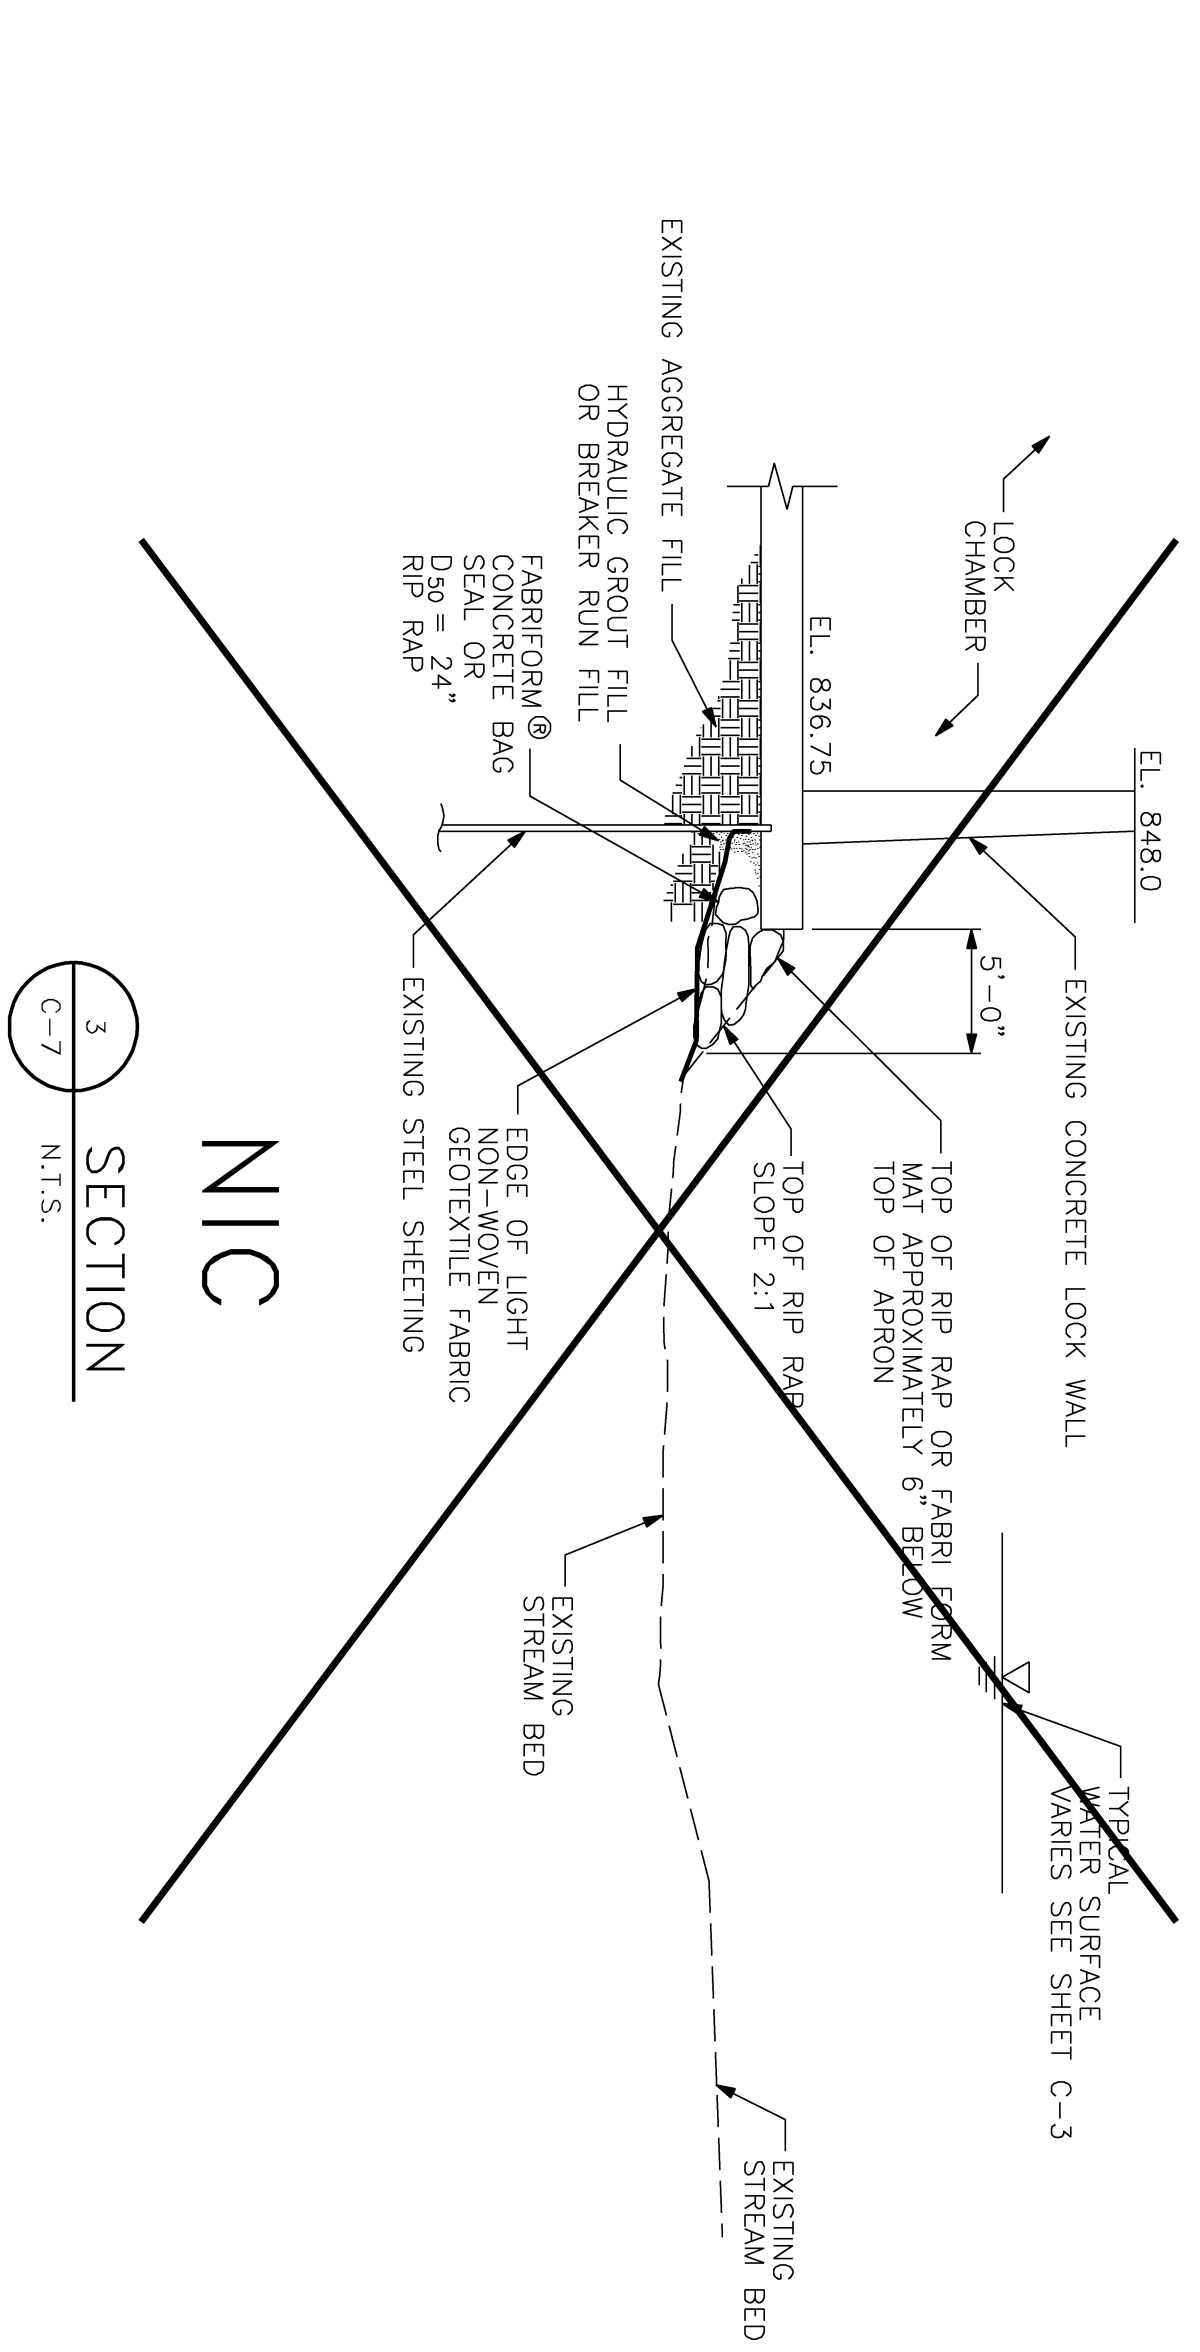 EL. 848.0
LOCK
CHAMBER
EXISTING CONCRETE LOCK WALL
TYPICAL
WATER SURFACE
VARIES SEE SHEET C-3
5'-0"
TOP OF RIP RAP OR FABRI FORM
MAT APPROXIMATELY 6" BELOW
TOP OF APRON
EL. 836.75
TOP OF RIP RAP
SLOPE 2:1
EXISTING
STREAM BED
EXISTING AGGREGATE FILL
HYDRAULIC GROUT FILL
OR BREAKER RUN FILL
FABRIFORM®
CONCRETE BAG
SEAL OR
D50 = 24"
RIP RAP
EXISTING
STREAM BED
EDGE OF LIGHT
NON-WOVEN
GEOTEXTILE FABRIC
EXISTING STEEL SHEETING
NIC
3
C-7
SECTION
N.T.S.